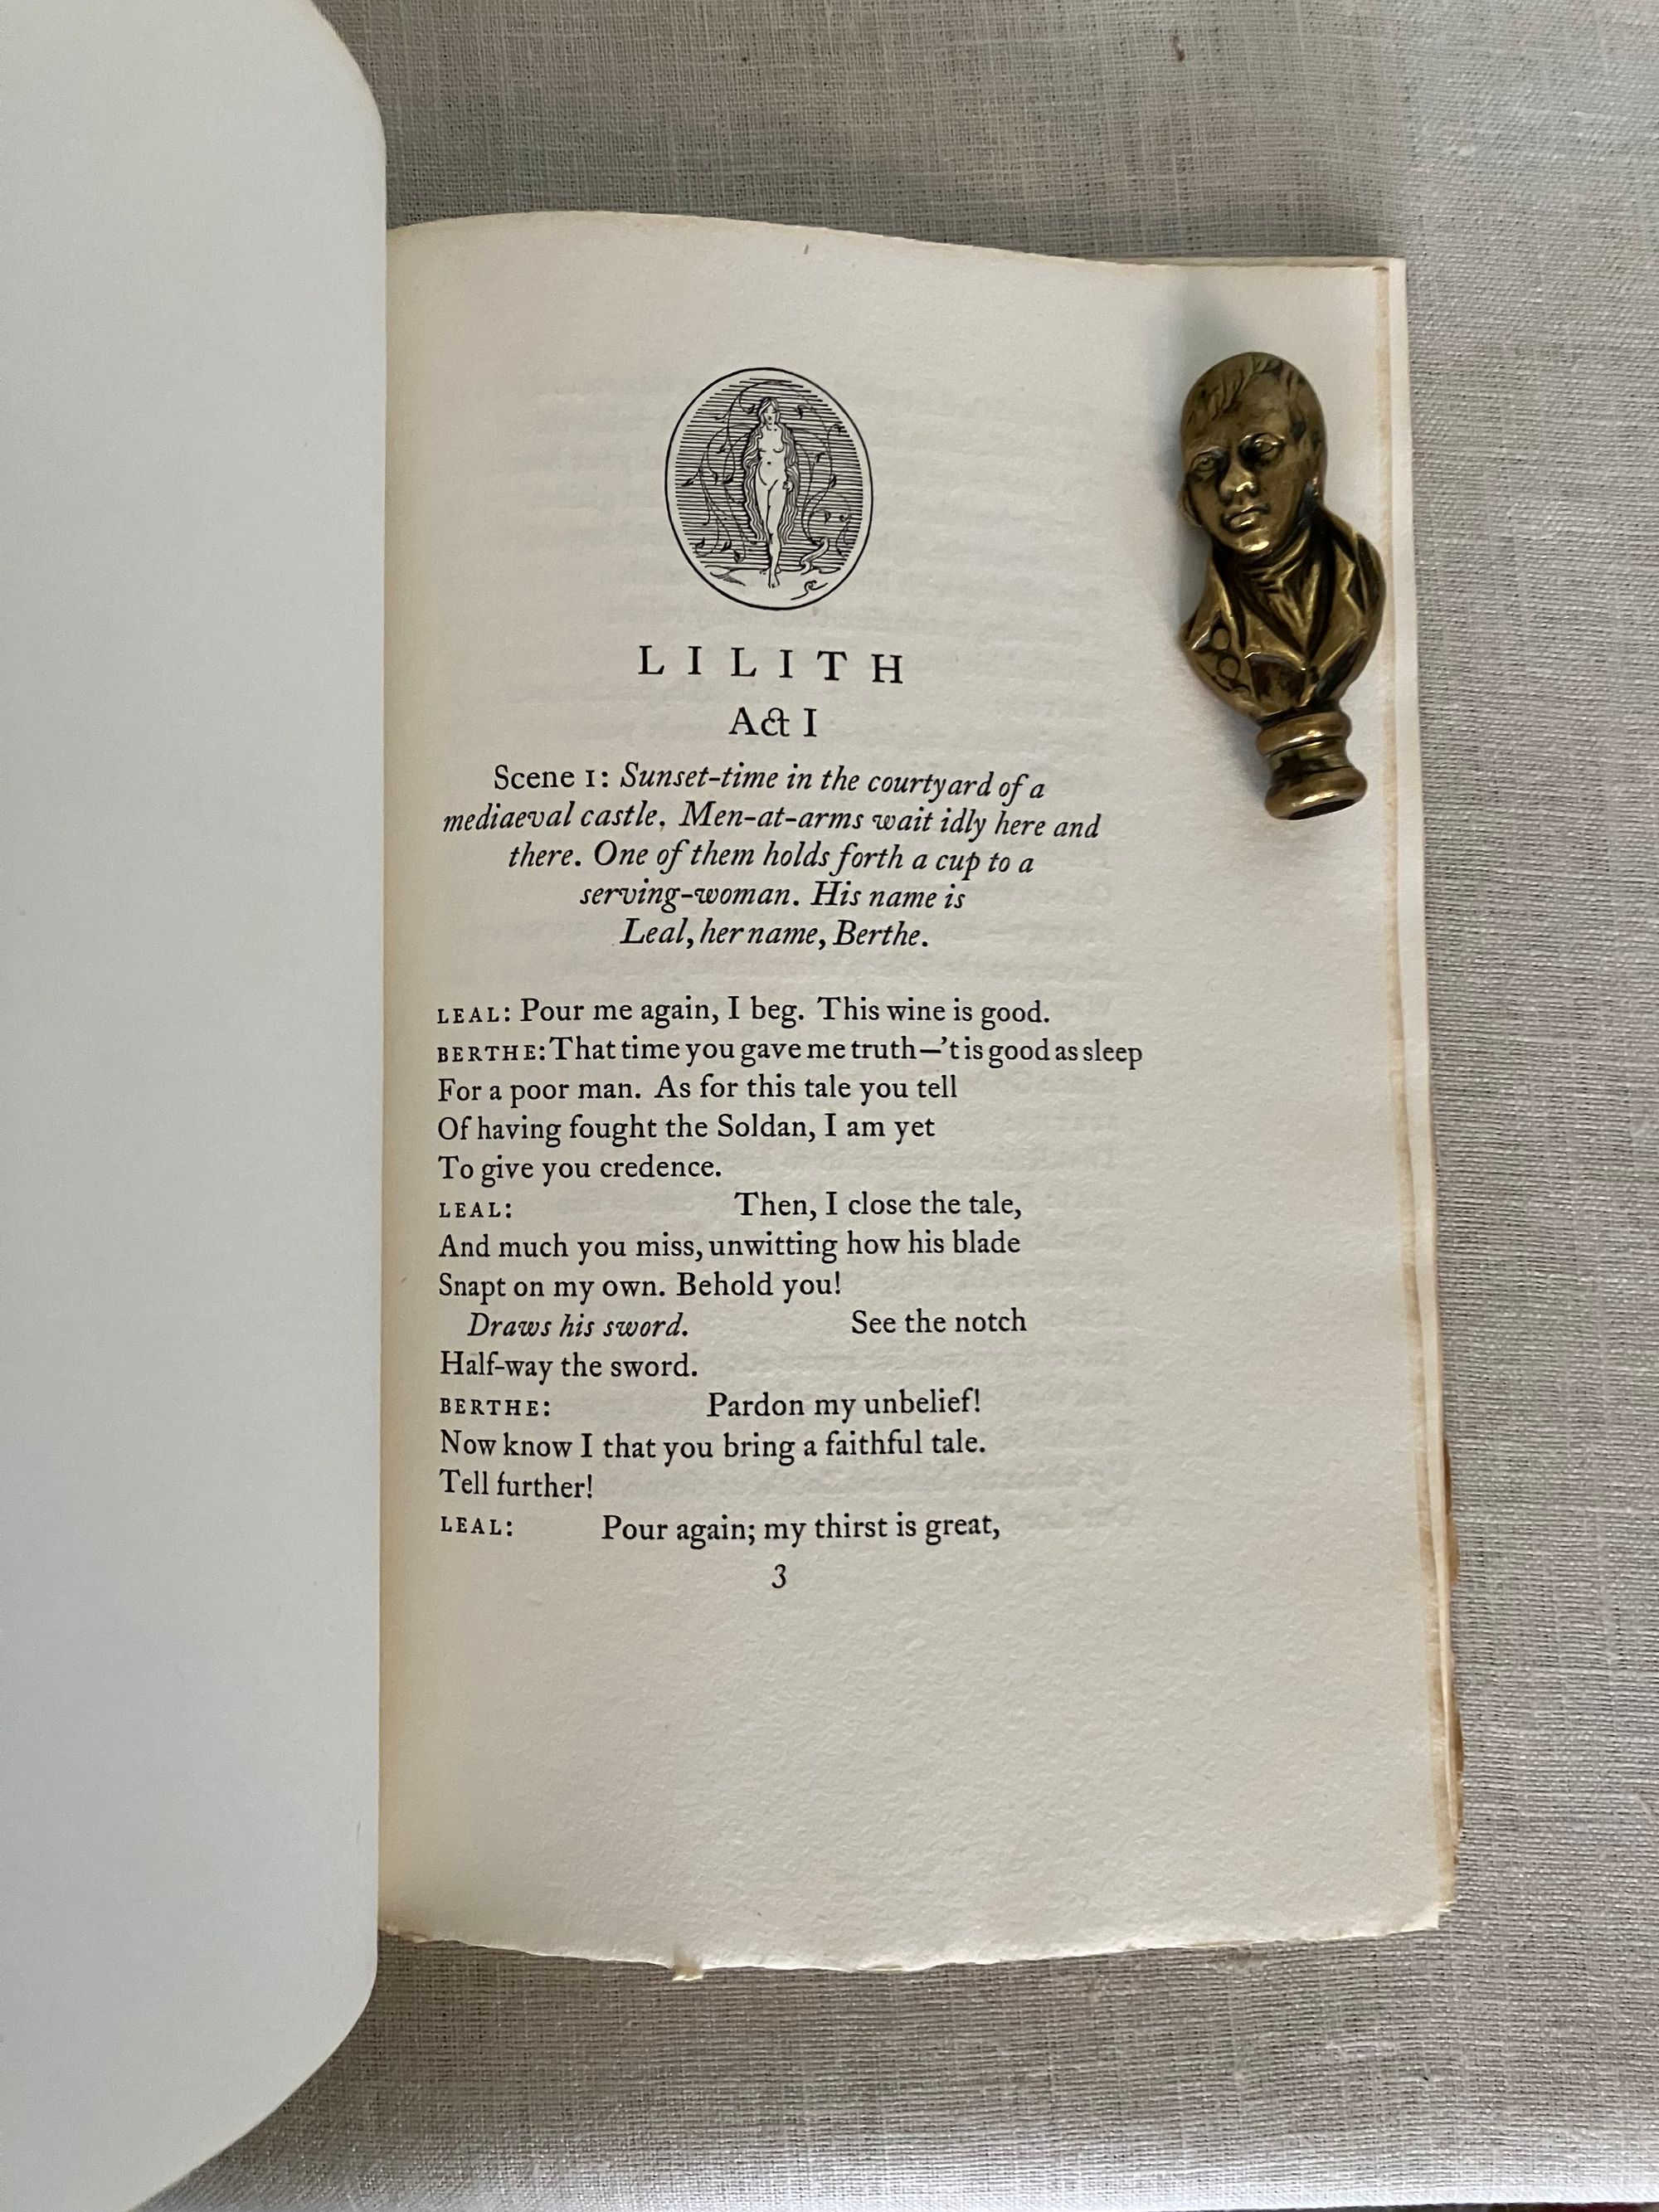 LILITH
Act I
Scene 1: Sunset-time in the courtyard of a
mediaeval castle. Men-at-arms wait idly here and
there. One of them holds forth a cup to a
serving-woman. His name is
Leal, her name, Berthe.
LEAL: Pour me again, I beg. This wine is good.
BERTHE: That time you gave me truth—'t is good as sleep
For a poor man. As for this tale you tell
Of having fought the Soldan, I am yet
To give you credence.
LEAL: Then, I close the tale,
And much you miss, unwitting how his blade
Snapt on my own. Behold you!
Draws his sword. See the notch
Half-way the sword.
BERTHE: Pardon my unbelief!
Now know I that you bring a faithful tale.
Tell further!
LEAL: Pour again; my thirst is great,
3